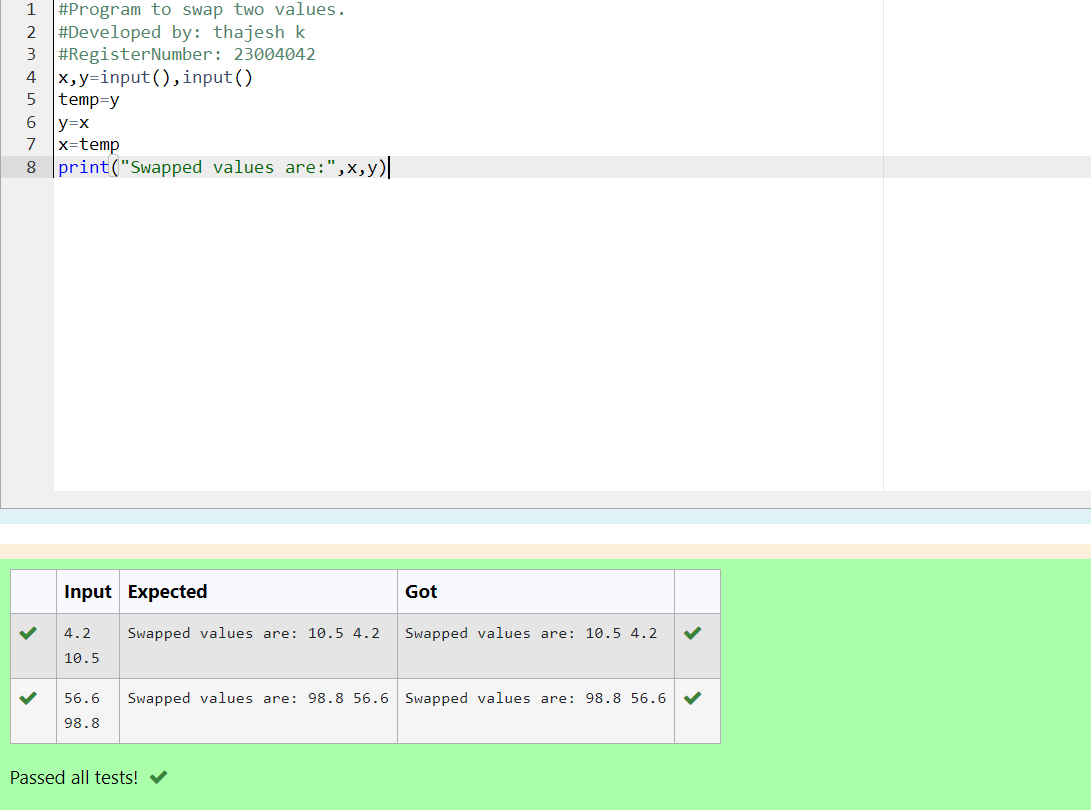 1 #Program to swap two values.
2 #Developed by: thajesh k
3 #RegisterNumber: 23004042
4 x,y=input(),input()
5 temp=y
6 y=x
7 x=temp
8 print("Swapped values are:",x,y)
Input Expected Got
4.2 Swapped values are: 10.5 4.2 Swapped values are: 10.5 4.2
10.5
56.6 Swapped values are: 98.8 56.6 Swapped values are: 98.8 56.6
98.8
Passed all tests!